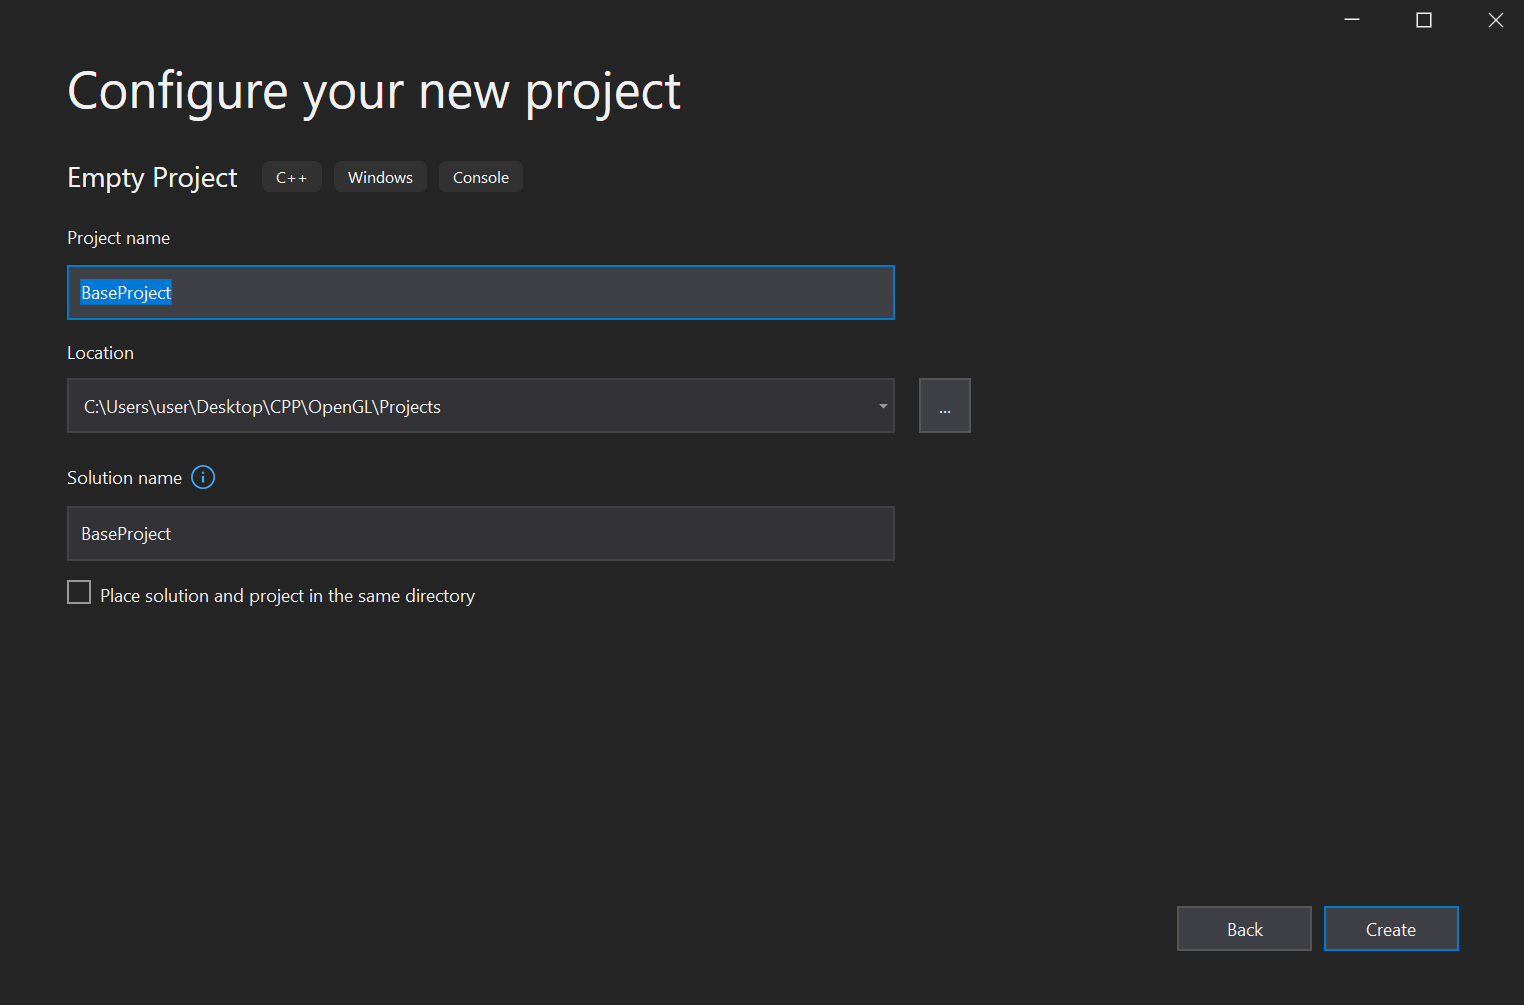 Configure your new project
Empty Project C++ Windows Console
Project name
BaseProject
Location
C:\Users\user\Desktop\CPP\OpenGL\Projects
...
Solution name
BaseProject
Place solution and project in the same directory
Back Create